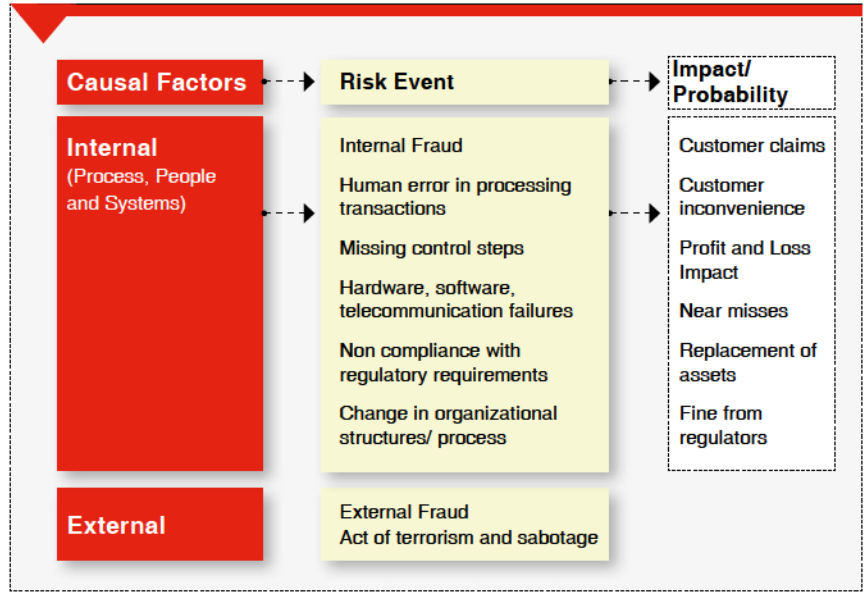 Causal Factors
Risk Event
Impact/
Probability
Internal
(Process, People
and Systems)
Internal Fraud
Human error in processing
transactions
Missing control steps
Hardware, software,
telecommunication failures
Non compliance with
regulatory requirements
Change in organizational
structures/ process
Customer claims
Customer
inconvenience
Profit and Loss
Impact
Near misses
Replacement of
assets
Fine from
regulators
External
External Fraud
Act of terrorism and sabotage